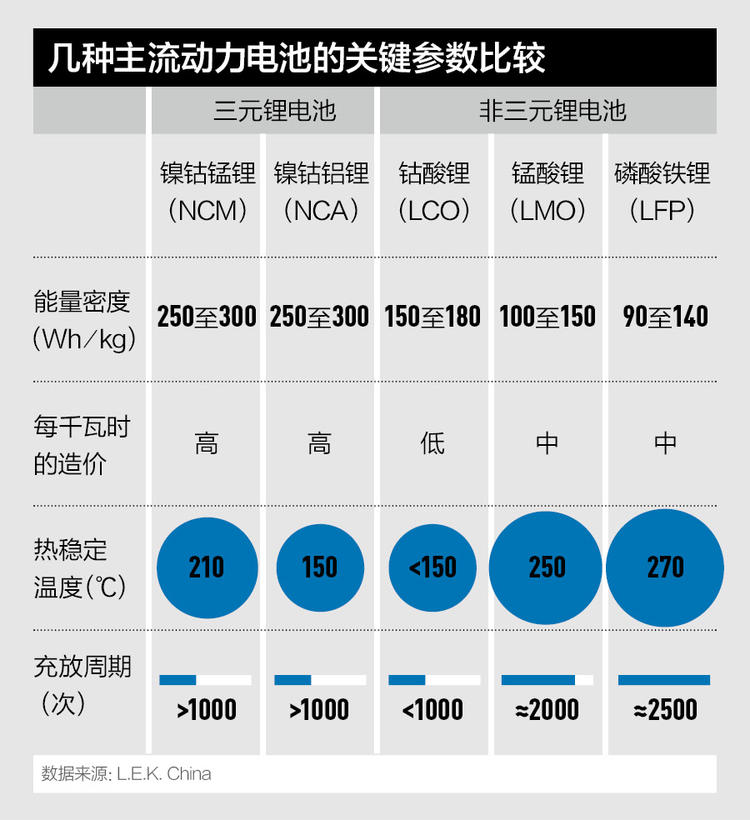 几种主流动力电池的关键参数比较
三元锂电池 非三元锂电池
镍钴锰锂 镍钴铝锂 钴酸锂 锰酸锂 磷酸铁锂
（NCM） （NCA） （LCO） （LMO） （LFP）
能量密度
（Wh/kg）
250至300 250至300 150至180 100至150 90至140
每千瓦时
的造价
高 高 低 中 中
热稳定
温度(℃)
210 150 <150 250 270
充放周期
（次）
>1000 >1000 <1000 ≈2000 ≈2500
数据来源: L.E.K. China